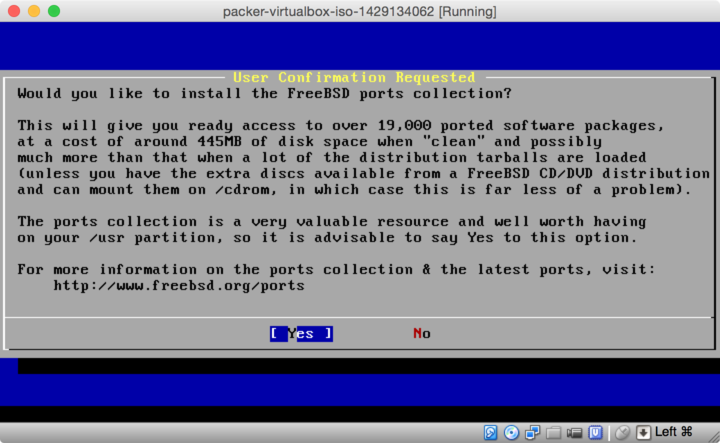 packer-virtualbox-iso-1429134062 [Running]
User Confirmation Requested
Would you like to install the FreeBSD ports collection?
This will give you ready access to over 19,000 ported software packages,
at a cost of around 445MB of disk space when "clean" and possibly
much more than that when a lot of the distribution tarballs are loaded
(unless you have the extra discs available from a FreeBSD CD/DVD distribution
and can mount them on /cdrom, in which case this is far less of a problem).
The ports collection is a very valuable resource and well worth having
on your /usr partition, so it is advisable to say Yes to this option.
For more information on the ports collection & the latest ports, visit:
http://www.freebsd.org/ports
[ Yes ] No
Left ⌘